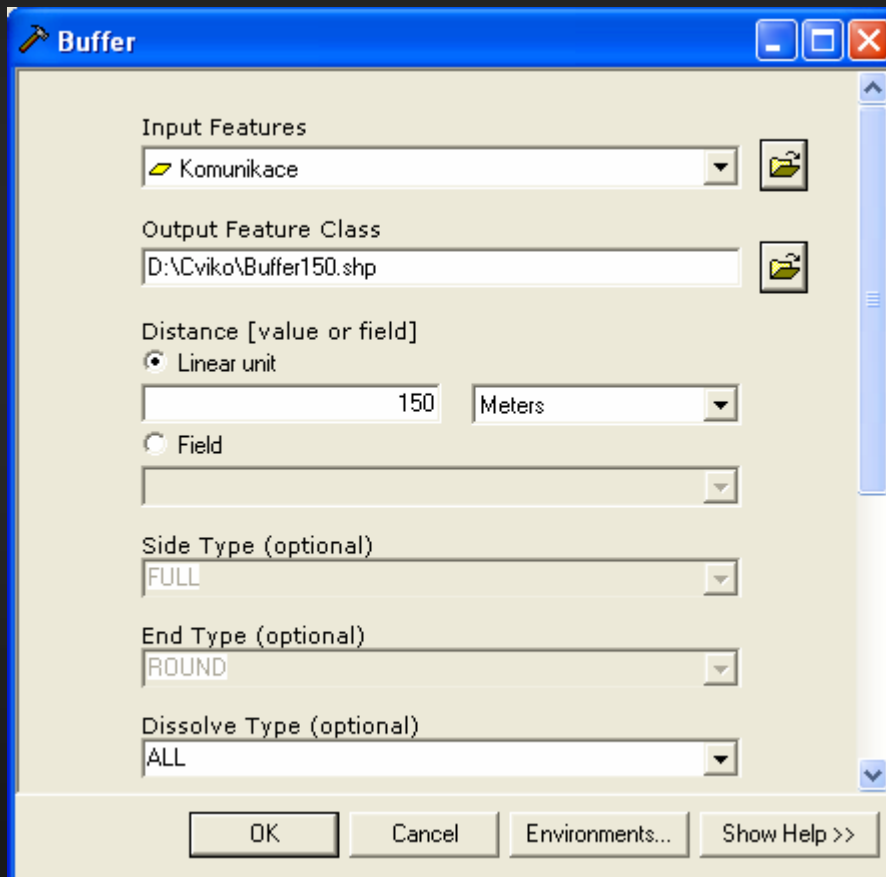 Buffer
Input Features
Komunikace
Output Feature Class
D:\Cviko\Buffer150.shp
Distance [value or field]
Linear unit
150 Meters
Field
Side Type (optional)
FULL
End Type (optional)
ROUND
Dissolve Type (optional)
ALL
OK Cancel Environments... Show Help >>